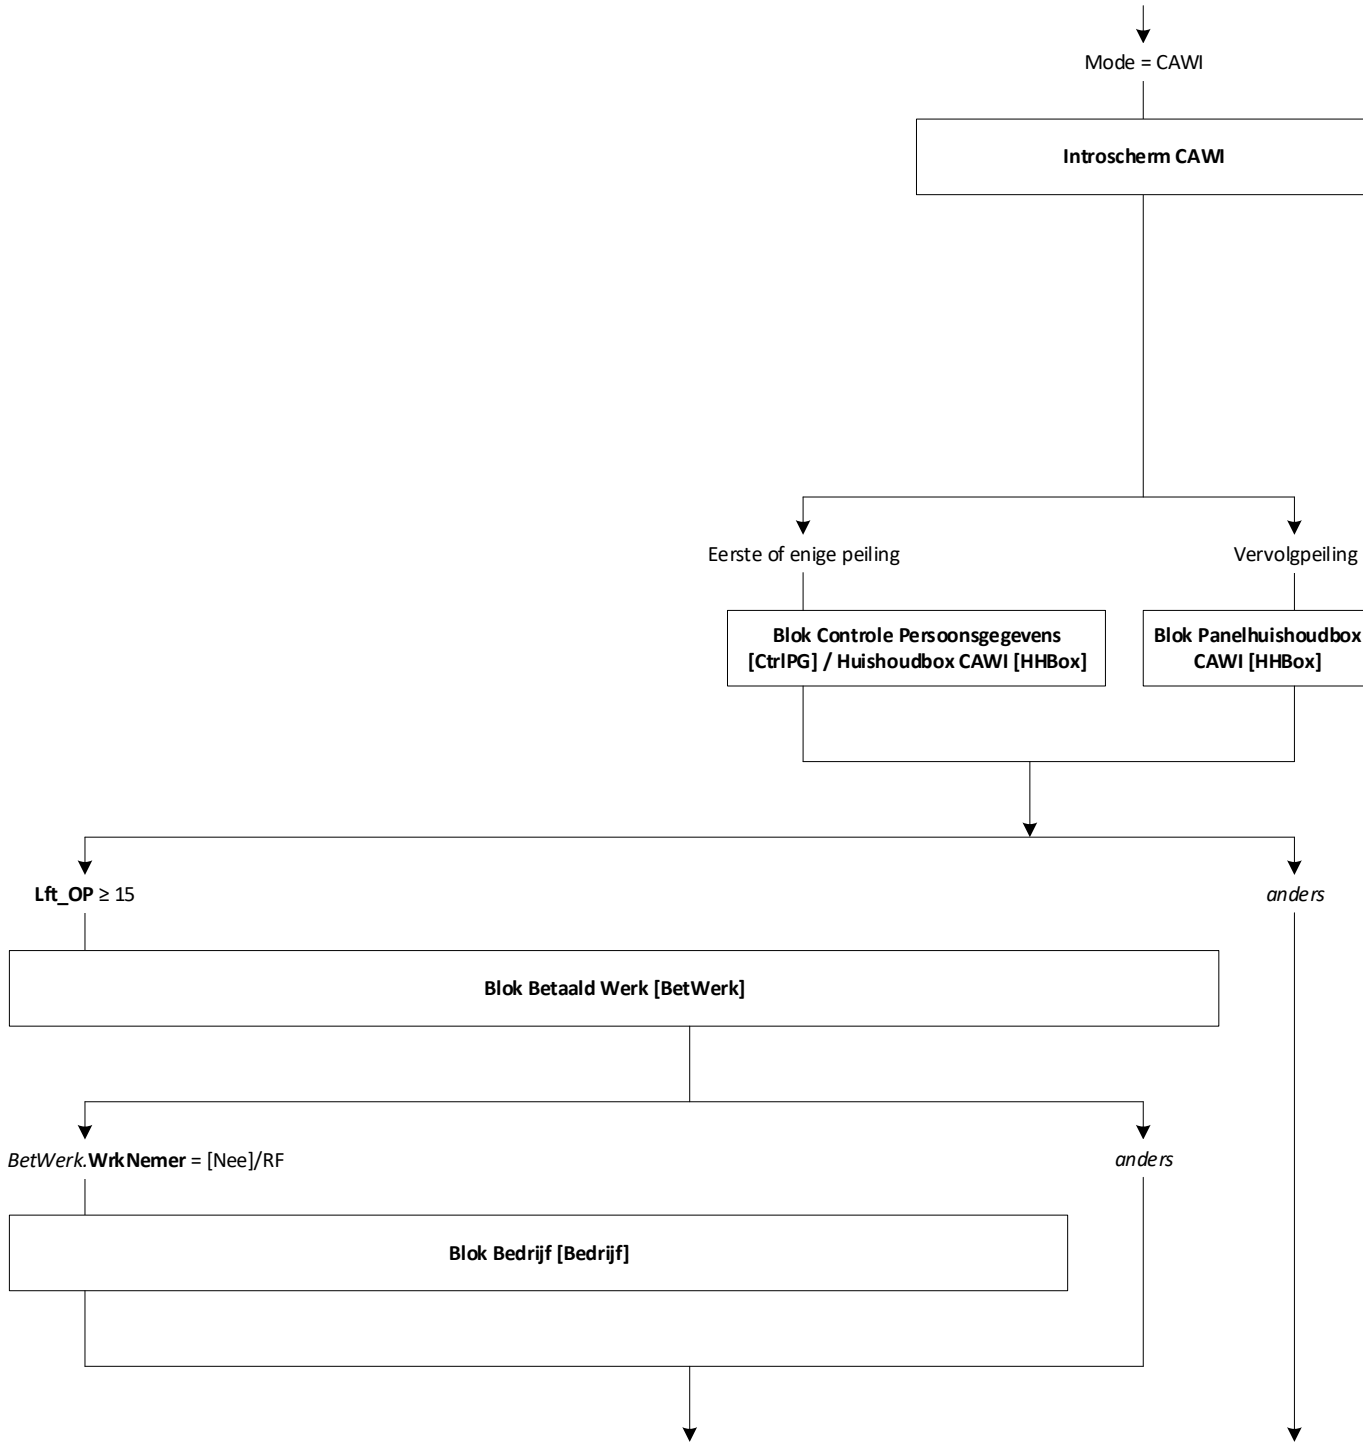 Mode = CAWI
Introscherm CAWI
Eerste of enige peiling
Vervolgpeiling
Blok Controle Persoonsgegevens
[CtrlPG] / Huishoudbox CAWI [HHBox]
Blok Panelhuishoudbox
CAWI [HHBox]
Lft_OP ≥ 15
anders
Blok Betaald Werk [BetWerk]
BetWerk.WrkNemer = [Nee]/RF
anders
Blok Bedrijf [Bedrijf]